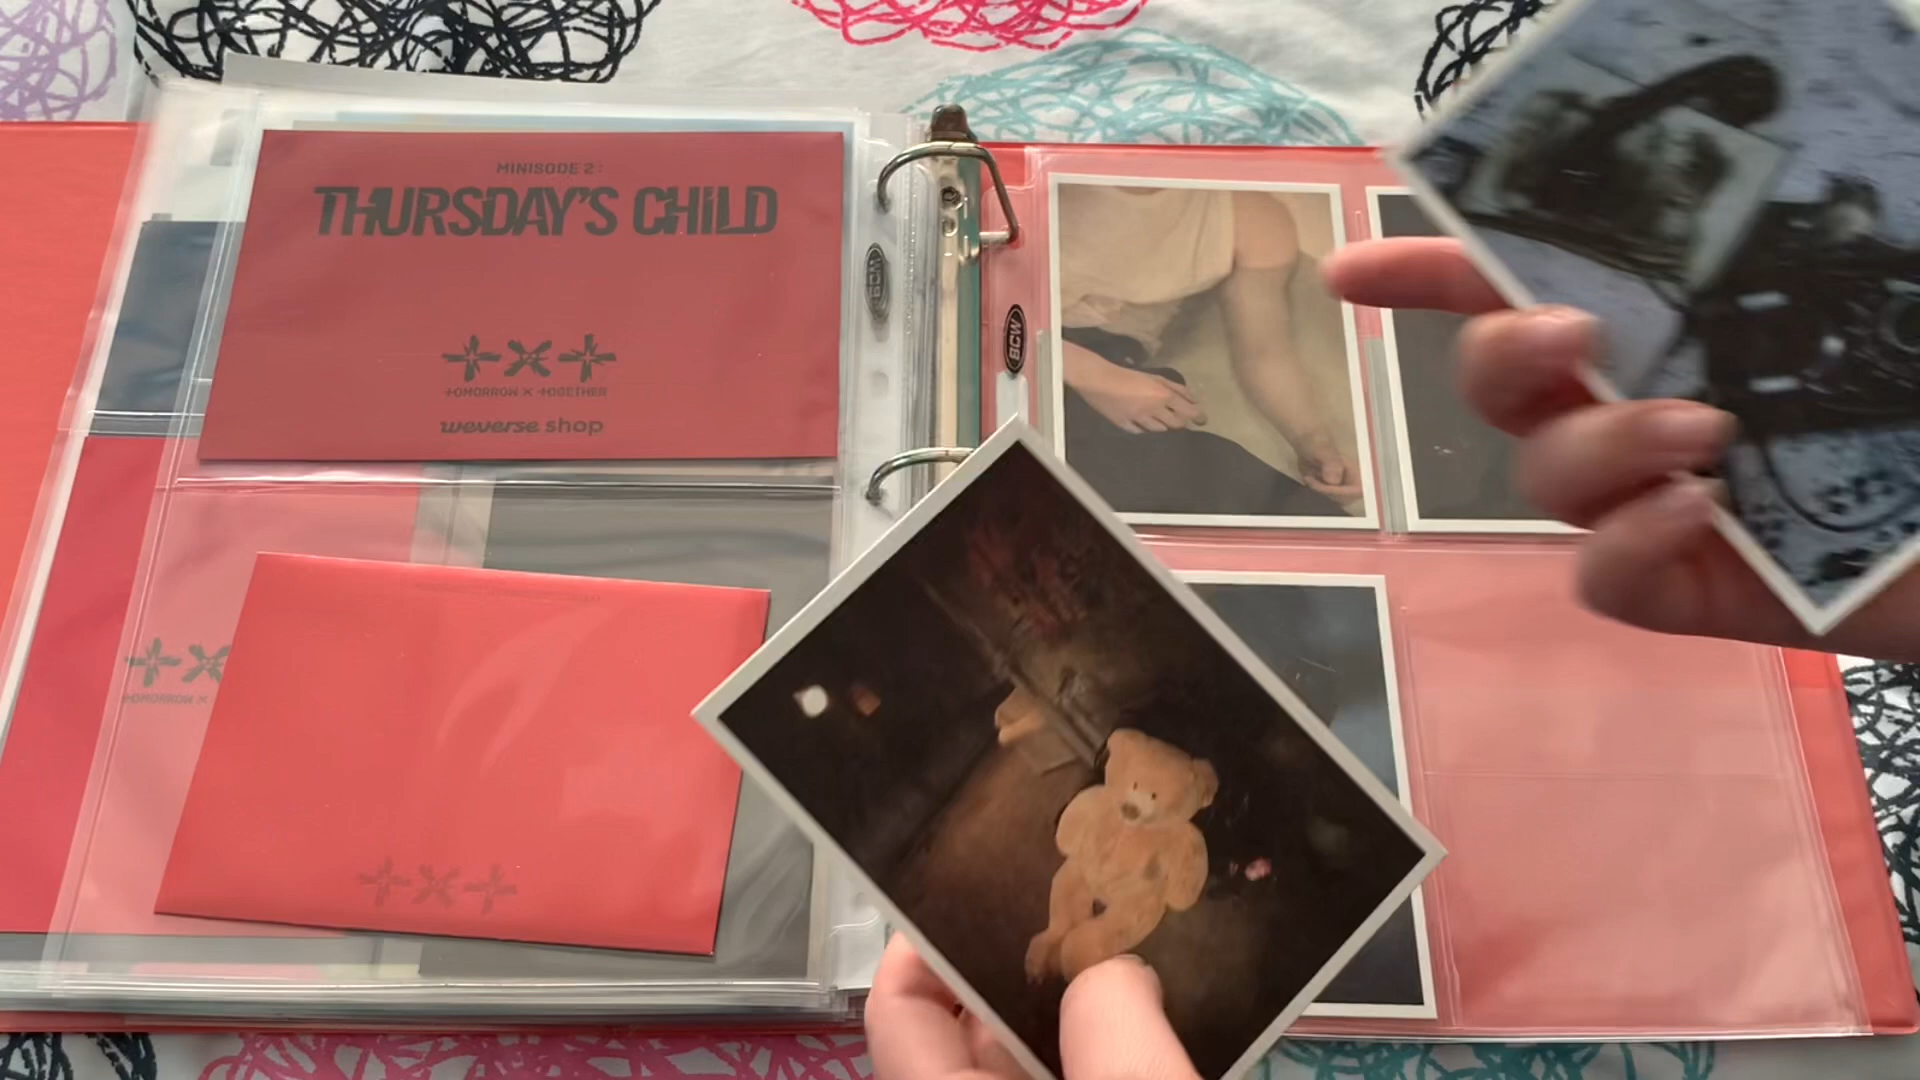 MINISODE 2:
THURSDAY'S CHILD
TOMORROW X TOGETHER
weverse shop
BCW
BCW
TOMORROW X